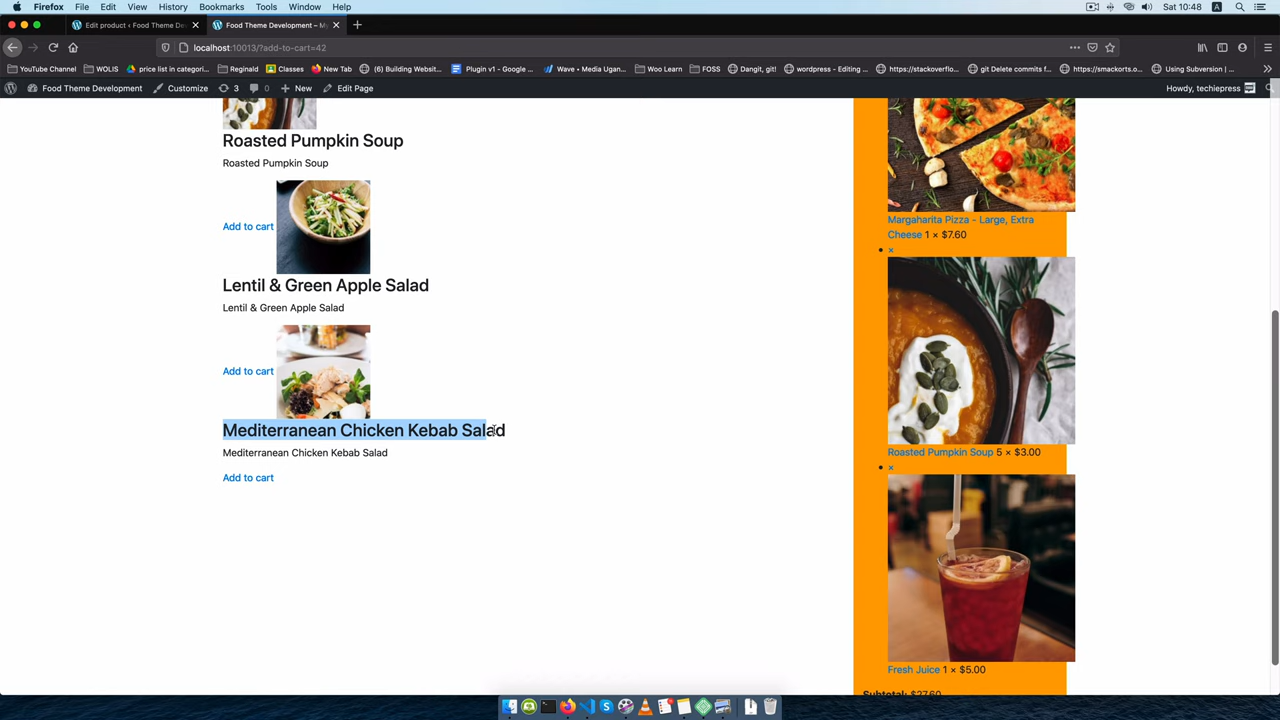 Firefox File Edit View History Bookmarks Tools Window Help Sat 10:48 A
Edit product ‹ Food Theme De... × Food Theme Development – My × +
localhost:10013/?add-to-cart=42
YouTube Channel WOLIS price list in categori... Reginald Classes New Tab (6) Building Websit... Plugin v1 - Google ... Wave • Media Ugan... Woo Learn FOSS Dangit, git! wordpress - Editing ... https://stackoverflo... git Delete commits f... https://smackorts.o... Using Subversion | ...
Food Theme Development Customize 3 0 New Edit Page Howdy, techiepress
Roasted Pumpkin Soup
Roasted Pumpkin Soup
Add to cart
Lentil & Green Apple Salad
Lentil & Green Apple Salad
Add to cart
Mediterranean Chicken Kebab Salad
Mediterranean Chicken Kebab Salad
Add to cart
Margaharita Pizza - Large, Extra
Cheese 1 × $7.60
×
Roasted Pumpkin Soup 5 × $3.00
×
Fresh Juice 1 × $5.00
Subtotal: $27.60